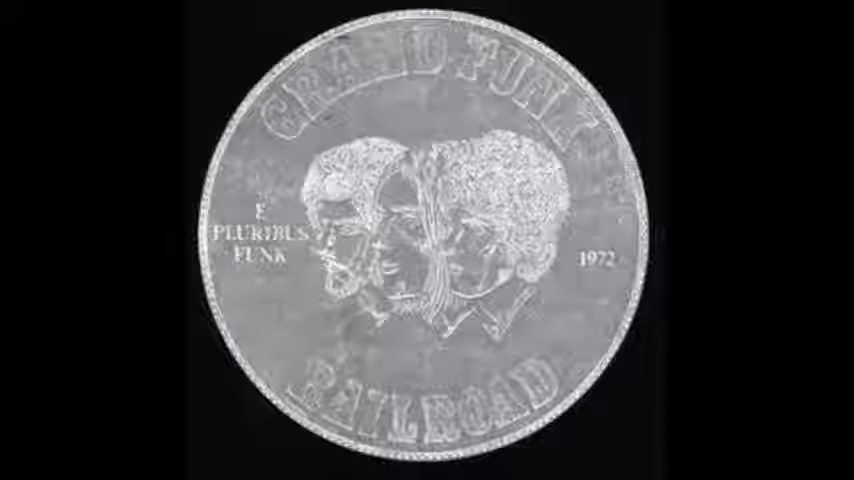 GRAND FUNK
E
PLURIBUS
FUNK
1972
RAILROAD